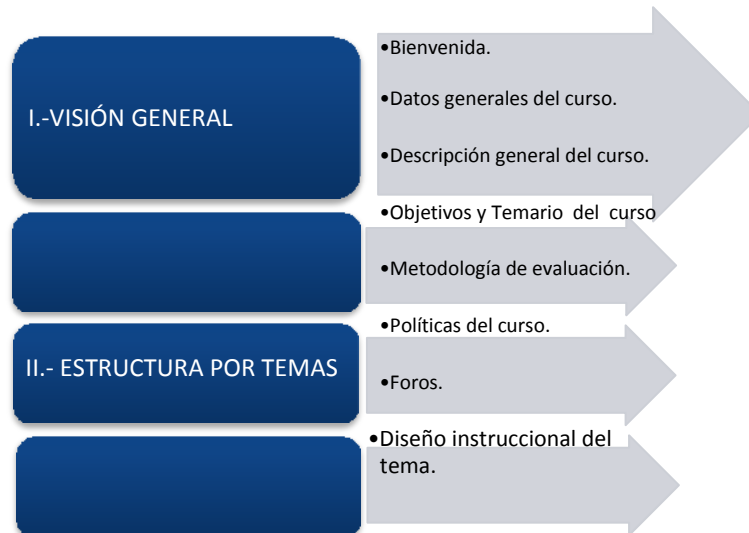 I.-VISIÓN GENERAL
•Bienvenida.
•Datos generales del curso.
•Descripción general del curso.
•Objetivos y Temario  del  curso
•Metodología de evaluación.
•Políticas del curso.
II.- ESTRUCTURA POR TEMAS
•Foros.
•Diseño instruccional del
tema.